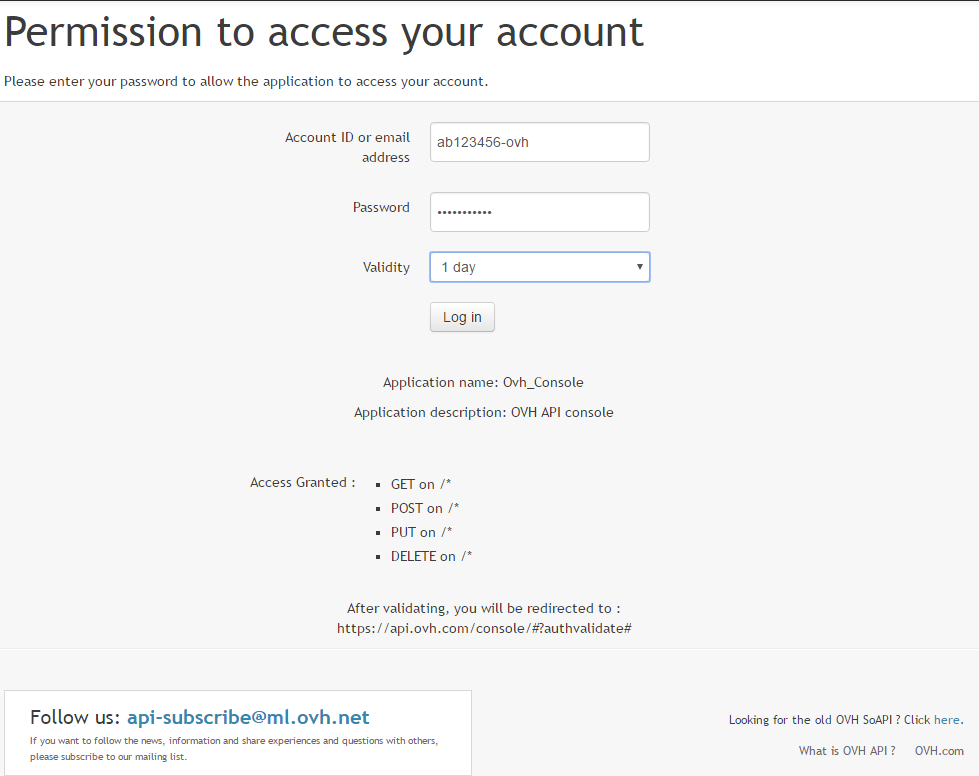 Permission to access your account
Please enter your password to allow the application to access your account.
Account ID or email
address
ab123456-ovh
Password
•••••••••••
Validity
1 day
Log in
Application name: Ovh_Console
Application description: OVH API console
Access Granted :
GET on /*
POST on /*
PUT on /*
DELETE on /*
After validating, you will be redirected to :
https://api.ovh.com/console/#?authvalidate#
Follow us: api-subscribe@ml.ovh.net
If you want to follow the news, information and share experiences and questions with others,
please subscribe to our mailing list.
Looking for the old OVH SoAPI ? Click here.
What is OVH API ? OVH.com